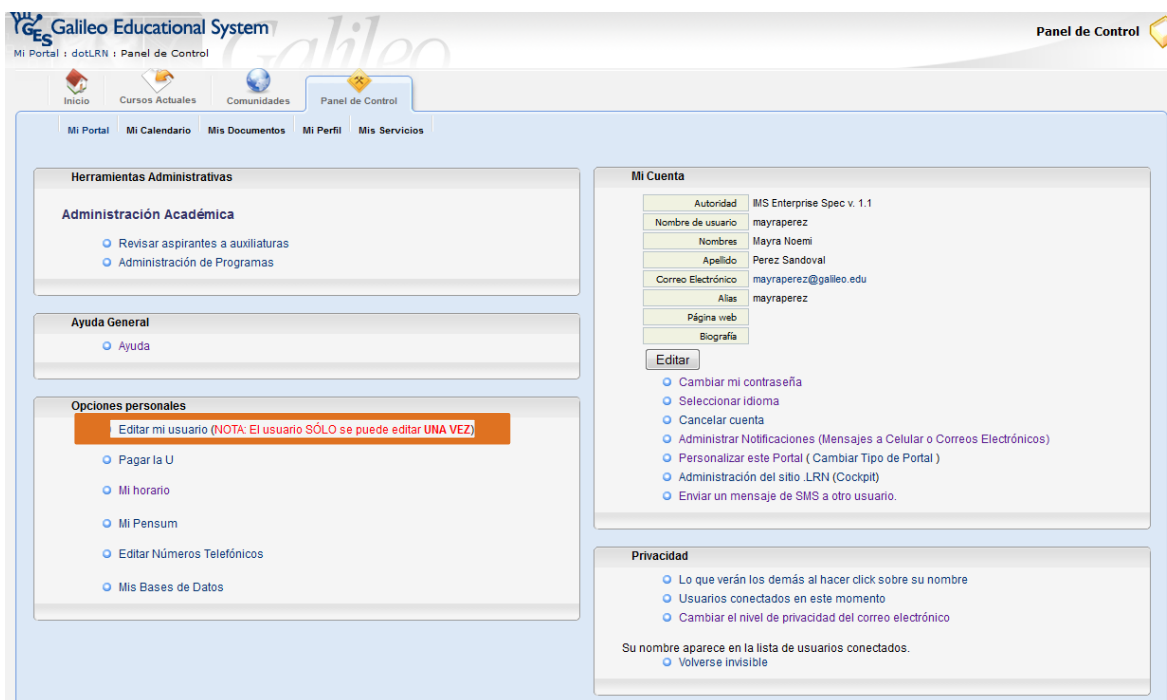 GES Galileo Educational System
Galileo
Mi Portal : dotLRN : Panel de Control
Panel de Control
Inicio
Cursos Actuales
Comunidades
Panel de Control
Mi Portal
Mi Calendario
Mis Documentos
Mi Perfil
Mis Servicios
Herramientas Administrativas
Administración Académica
Revisar aspirantes a auxiliaturas
Administración de Programas
Ayuda General
Ayuda
Opciones personales
Editar mi usuario (NOTA: El usuario SÓLO se puede editar UNA VEZ)
Pagar la U
Mi horario
Mi Pensum
Editar Números Telefónicos
Mis Bases de Datos
Mi Cuenta
Autoridad IMS Enterprise Spec v. 1.1
Nombre de usuario mayraperez
Nombres Mayra Noemi
Apellido Perez Sandoval
Correo Electrónico mayraperez@galileo.edu
Alias mayraperez
Página web
Biografía
Editar
Cambiar mi contraseña
Seleccionar idioma
Cancelar cuenta
Administrar Notificaciones (Mensajes a Celular o Correos Electrónicos)
Personalizar este Portal ( Cambiar Tipo de Portal )
Administración del sitio .LRN (Cockpit)
Enviar un mensaje de SMS a otro usuario.
Privacidad
Lo que verán los demás al hacer click sobre su nombre
Usuarios conectados en este momento
Cambiar el nivel de privacidad del correo electrónico
Su nombre aparece en la lista de usuarios conectados.
Volverse invisible